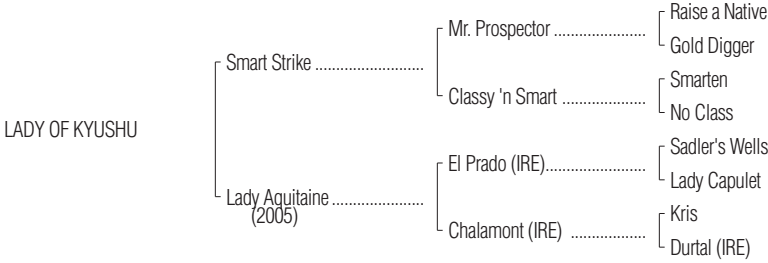 Raise a Native
Mr. Prospector ......................
Gold Digger
Smart Strike ..........................
Smarten
Classy 'n Smart ....................
No Class
LADY OF KYUSHU
Sadler's Wells
El Prado (IRE)........................
Lady Capulet
Lady Aquitaine ......................
(2005)
Kris
Chalamont (IRE) ..................
Durtal (IRE)